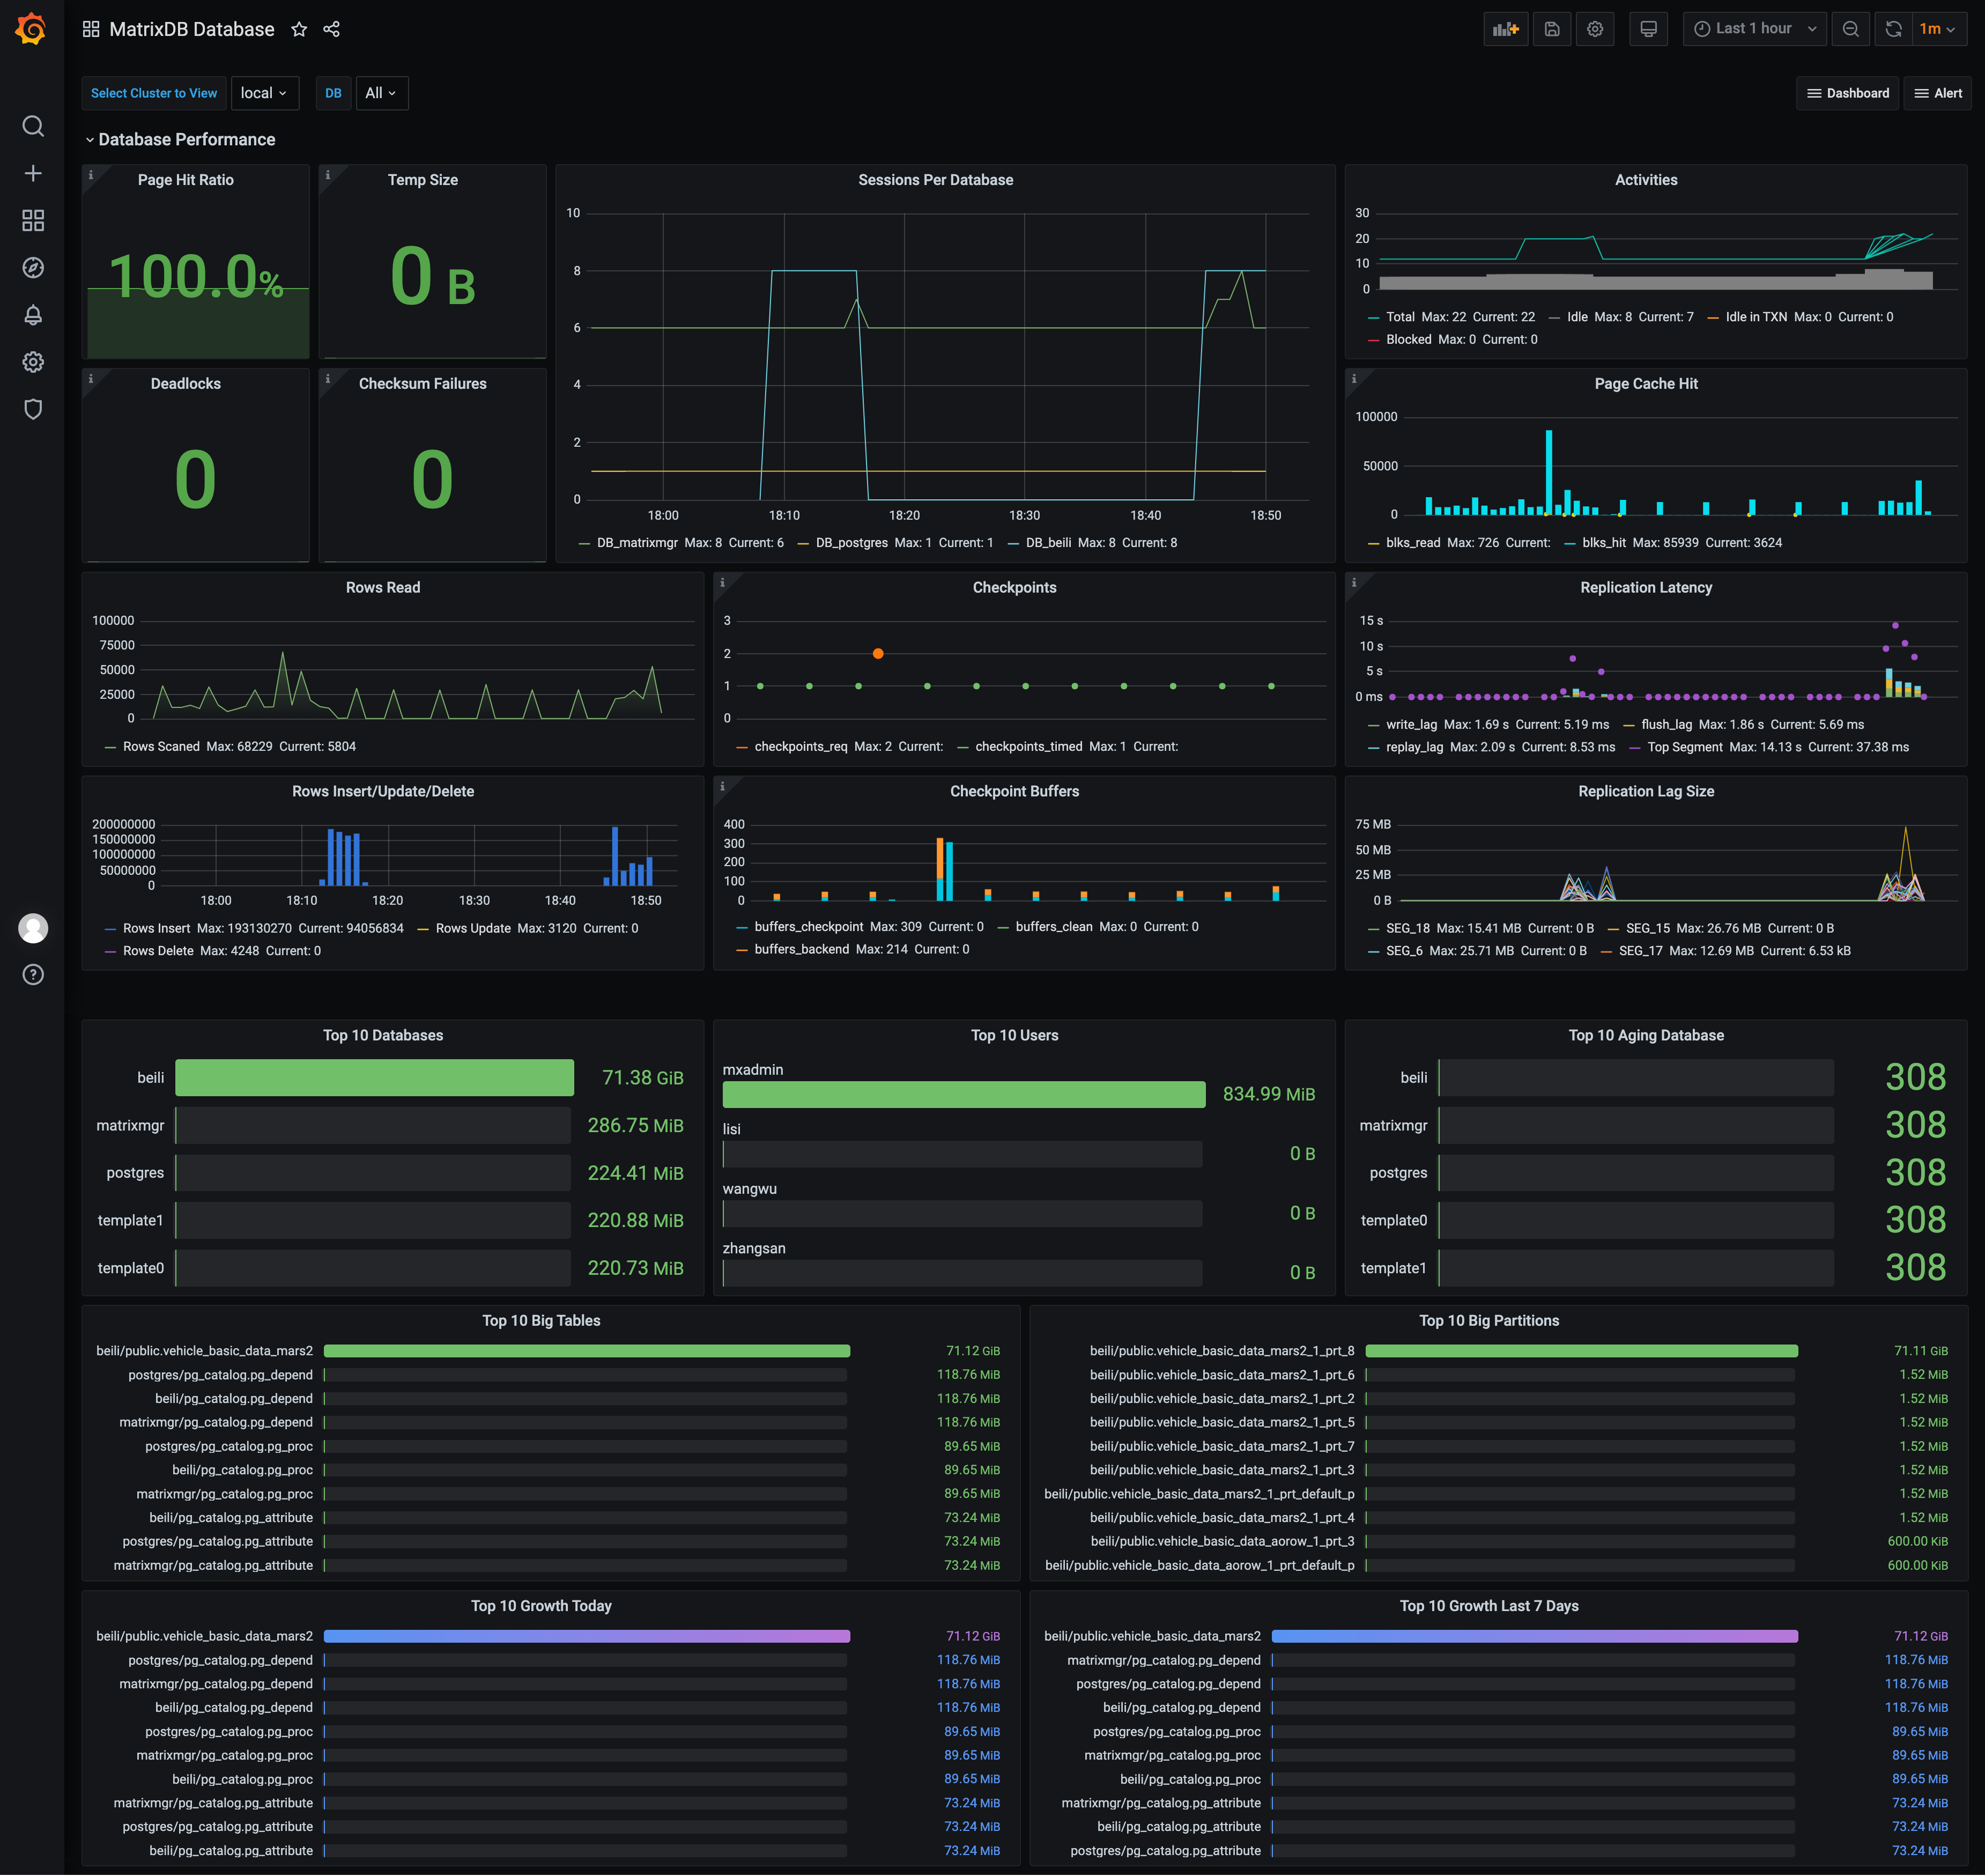 MatrixDB Database
Last 1 hour
1m
Select Cluster to View
local
DB
All
Dashboard
Alert
Database Performance
Page Hit Ratio
100.0%
Temp Size
0 B
Deadlocks
0
Checksum Failures
0
Sessions Per Database
10
8
6
4
2
0
18:00 18:10 18:20 18:30 18:40 18:50
DB_matrixmgr Max: 8 Current: 6 DB_postgres Max: 1 Current: 1 DB_beili Max: 8 Current: 8
Activities
30
20
10
0
Total Max: 22 Current: 22 Idle Max: 8 Current: 7 Idle in TXN Max: 0 Current: 0
Blocked Max: 0 Current: 0
Page Cache Hit
100000
50000
0
blks_read Max: 726 Current: blks_hit Max: 85939 Current: 3624
Rows Read
100000
75000
50000
25000
0
Rows Scaned Max: 68229 Current: 5804
Checkpoints
3
2
1
0
checkpoints_req Max: 2 Current: checkpoints_timed Max: 1 Current:
Replication Latency
15 s
10 s
5 s
0 ms
write_lag Max: 1.69 s Current: 5.19 ms flush_lag Max: 1.86 s Current: 5.69 ms
replay_lag Max: 2.09 s Current: 8.53 ms Top Segment Max: 14.13 s Current: 37.38 ms
Rows Insert/Update/Delete
200000000
150000000
100000000
50000000
0
18:00 18:10 18:20 18:30 18:40 18:50
Rows Insert Max: 193130270 Current: 94056834 Rows Update Max: 3120 Current: 0
Rows Delete Max: 4248 Current: 0
Checkpoint Buffers
400
300
200
100
0
buffers_checkpoint Max: 309 Current: 0 buffers_clean Max: 0 Current: 0
buffers_backend Max: 214 Current: 0
Replication Lag Size
75 MB
50 MB
25 MB
0 B
SEG_18 Max: 15.41 MB Current: 0 B SEG_15 Max: 26.76 MB Current: 0 B
SEG_6 Max: 25.71 MB Current: 0 B SEG_17 Max: 12.69 MB Current: 6.53 kB
Top 10 Databases
beili 71.38 GiB
matrixmgr 286.75 MiB
postgres 224.41 MiB
template1 220.88 MiB
template0 220.73 MiB
Top 10 Users
mxadmin
834.99 MiB
lisi
0 B
wangwu
0 B
zhangsan
0 B
Top 10 Aging Database
beili 308
matrixmgr 308
postgres 308
template0 308
template1 308
Top 10 Big Tables
beili/public.vehicle_basic_data_mars2 71.12 GiB
postgres/pg_catalog.pg_depend 118.76 MiB
beili/pg_catalog.pg_depend 118.76 MiB
matrixmgr/pg_catalog.pg_depend 118.76 MiB
postgres/pg_catalog.pg_proc 89.65 MiB
beili/pg_catalog.pg_proc 89.65 MiB
matrixmgr/pg_catalog.pg_proc 89.65 MiB
beili/pg_catalog.pg_attribute 73.24 MiB
postgres/pg_catalog.pg_attribute 73.24 MiB
matrixmgr/pg_catalog.pg_attribute 73.24 MiB
Top 10 Big Partitions
beili/public.vehicle_basic_data_mars2_1_prt_8 71.11 GiB
beili/public.vehicle_basic_data_mars2_1_prt_6 1.52 MiB
beili/public.vehicle_basic_data_mars2_1_prt_2 1.52 MiB
beili/public.vehicle_basic_data_mars2_1_prt_5 1.52 MiB
beili/public.vehicle_basic_data_mars2_1_prt_7 1.52 MiB
beili/public.vehicle_basic_data_mars2_1_prt_3 1.52 MiB
beili/public.vehicle_basic_data_mars2_1_prt_default_p 1.52 MiB
beili/public.vehicle_basic_data_mars2_1_prt_4 1.52 MiB
beili/public.vehicle_basic_data_aorow_1_prt_3 600.00 KiB
beili/public.vehicle_basic_data_aorow_1_prt_default_p 600.00 KiB
Top 10 Growth Today
beili/public.vehicle_basic_data_mars2 71.12 GiB
postgres/pg_catalog.pg_depend 118.76 MiB
matrixmgr/pg_catalog.pg_depend 118.76 MiB
beili/pg_catalog.pg_depend 118.76 MiB
postgres/pg_catalog.pg_proc 89.65 MiB
matrixmgr/pg_catalog.pg_proc 89.65 MiB
beili/pg_catalog.pg_proc 89.65 MiB
matrixmgr/pg_catalog.pg_attribute 73.24 MiB
postgres/pg_catalog.pg_attribute 73.24 MiB
beili/pg_catalog.pg_attribute 73.24 MiB
Top 10 Growth Last 7 Days
beili/public.vehicle_basic_data_mars2 71.12 GiB
matrixmgr/pg_catalog.pg_depend 118.76 MiB
postgres/pg_catalog.pg_depend 118.76 MiB
beili/pg_catalog.pg_depend 118.76 MiB
postgres/pg_catalog.pg_proc 89.65 MiB
matrixmgr/pg_catalog.pg_proc 89.65 MiB
beili/pg_catalog.pg_proc 89.65 MiB
matrixmgr/pg_catalog.pg_attribute 73.24 MiB
beili/pg_catalog.pg_attribute 73.24 MiB
postgres/pg_catalog.pg_attribute 73.24 MiB